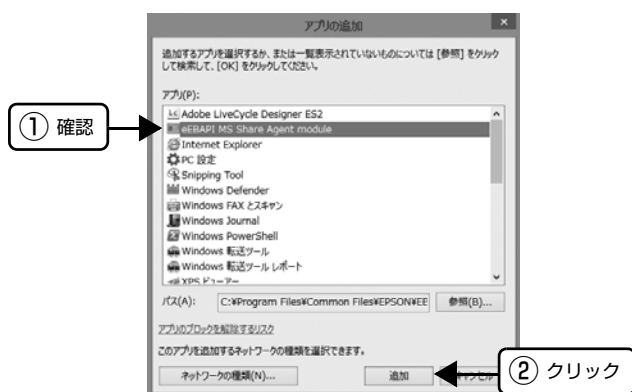 アプリの追加
×
追加するアプリを選択するか、または一覧表示されていないものについては [参照] をクリック
して検索して、[OK] をクリックしてください。
アプリ(P):
Adobe LiveCycle Designer ES2
① 確認
eEBAPI MS Share Agent module
Internet Explorer
PC 設定
Snipping Tool
Windows Defender
Windows FAX とスキャン
Windows Journal
Windows PowerShell
Windows 転送ツール
Windows 転送ツール レポート
XPS ビューアー
パス(A): C:¥Program Files¥Common Files¥EPSON¥EE 参照(B)...
アプリのブロックを解除するリスク
このアプリを追加するネットワークの種類を選択できます。
ネットワークの種類(N)... 追加
② クリック